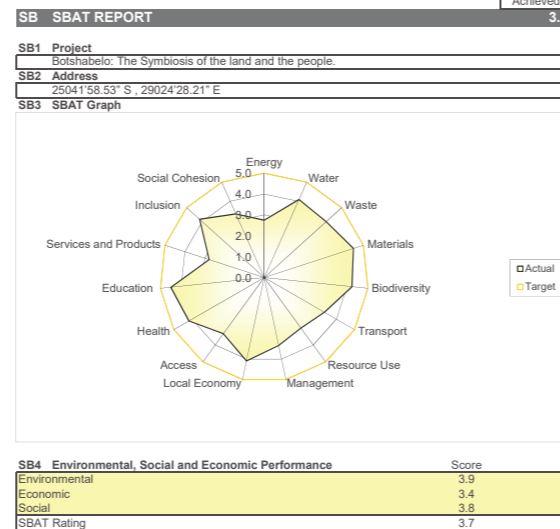 Achieved
SB SBAT REPORT 3.
SB1 Project
Botshabelo: The Symbiosis of the land and the people.
SB2 Address
25041'58.53" S , 29024'28.21" E
SB3 SBAT Graph
Energy
Water
Waste
Materials
Biodiversity
Transport
Resource Use
Management
Local Economy
Access
Health
Education
Services and Products
Inclusion
Social Cohesion
5.0
4.0
3.0
2.0
1.0
0.0
Actual
Target
SB4 Environmental, Social and Economic Performance Score
Environmental 3.9
Economic 3.4
Social 3.8
SBAT Rating 3.7